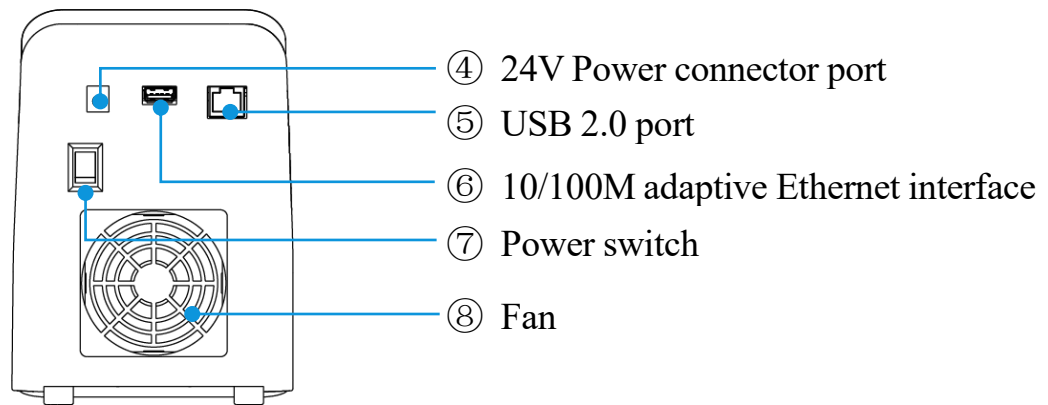 ④ 24V Power connector port
⑤ USB 2.0 port
⑥ 10/100M adaptive Ethernet interface
⑦ Power switch
⑧ Fan